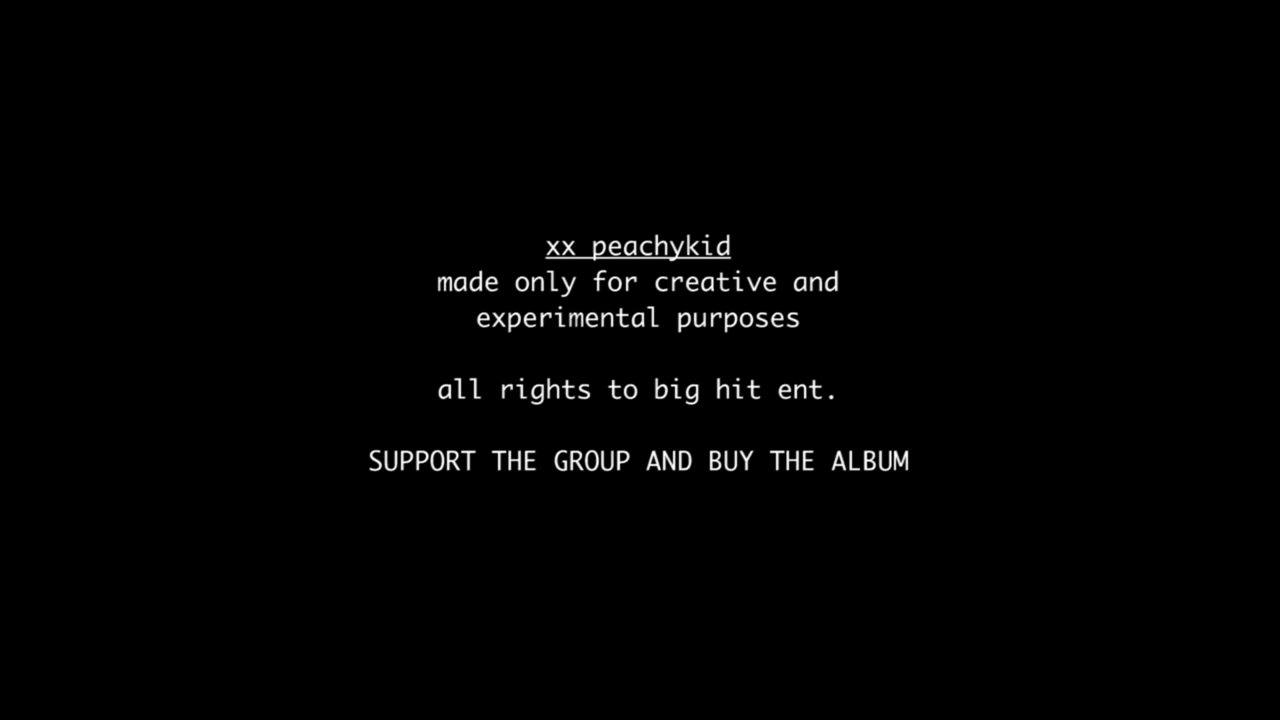 xx peachykid
made only for creative and
experimental purposes
all rights to big hit ent.
SUPPORT THE GROUP AND BUY THE ALBUM